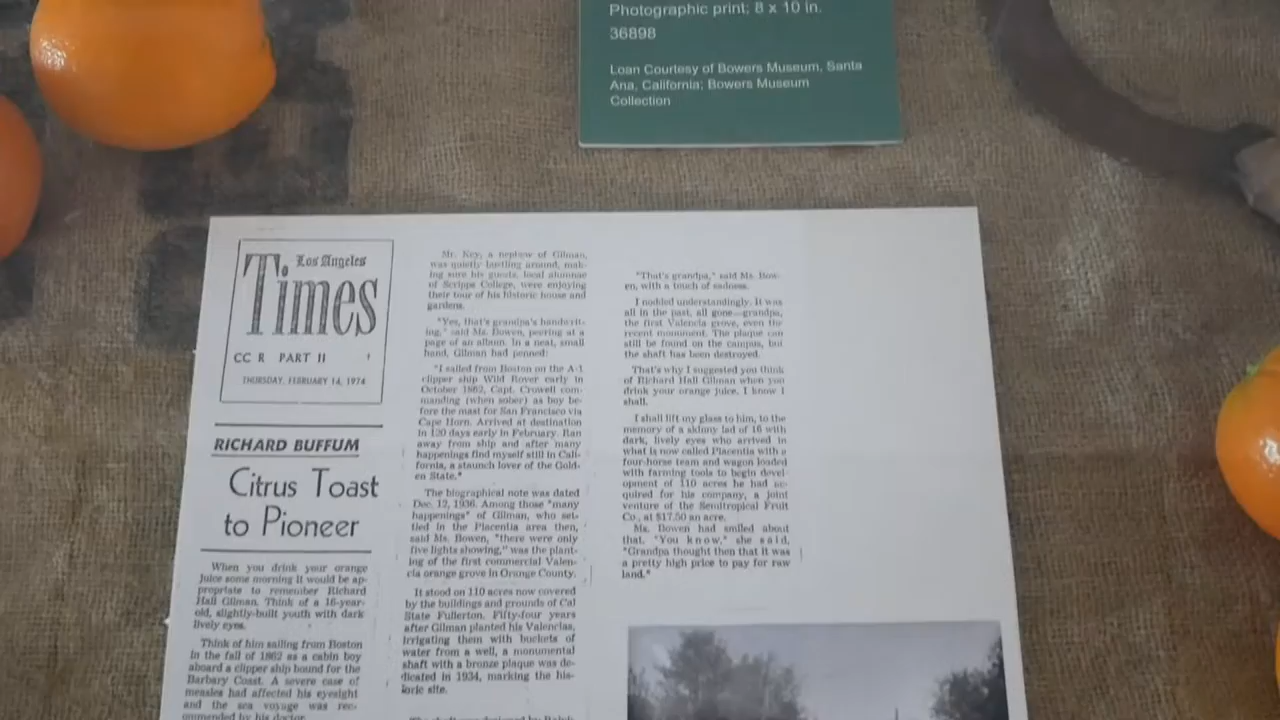 Photographic print; 8 x 10 in.
36898
Loan Courtesy of Bowers Museum, Santa
Ana, California; Bowers Museum
Collection
Los Angeles
Times
CC R PART II
THURSDAY, FEBRUARY 14, 1974
RICHARD BUFFUM
Citrus Toast
to Pioneer
When you drink your orange
juice some morning it would be ap-
propriate to remember Richard
Hall Gilman. Think of a 16-year-
old, slightly-built youth with dark
lively eyes.
Think of him sailing from Boston
in the fall of 1862 as a cabin boy
aboard a clipper ship bound for the
Barbary Coast. A severe case of
measles had affected his eyesight
and the sea voyage was rec-
ommended by his doctor.
Mr. Key, a nephew of Gilman,
was quietly bustling around, mak-
ing sure his guests, local alumnae
of Scripps College, were enjoying
their tour of his historic house and
gardens.
"Yes, that's grandpa's handwrit-
ing," said Ms. Bowen, peering at a
page of an album. In a neat, small
hand, Gilman had penned:
"I sailed from Boston on the A-1
clipper ship Wild Rover early in
October 1862, Capt. Crowell com-
manding (when sober) as boy be-
fore the mast for San Francisco via
Cape Horn. Arrived at destination
in 120 days early in February. Ran
away from ship and after many
happenings find myself still in Cali-
fornia, a staunch lover of the Gold-
en State."
The biographical note was dated
Dec. 12, 1936. Among those "many
happenings" of Gilman, who set-
tled in the Placentia area then,
said Ms. Bowen, "there were only
five lights showing," was the plant-
ing of the first commercial Valen-
cia orange grove in Orange County.
It stood on 110 acres now covered
by the buildings and grounds of Cal
State Fullerton. Fifty-four years
after Gilman planted his Valencias,
irrigating them with buckets of
water from a well, a monumental
shaft with a bronze plaque was de-
dicated in 1934, marking the his-
toric site.
"That's grandpa," said Ms. Bow-
en, with a touch of sadness.
I nodded understandingly. It was
all in the past, all gone—grandpa,
the first Valencia grove, even the
recent monument. The plaque can
still be found on the campus, but
the shaft has been destroyed.
That's why I suggested you think
of Richard Hall Gilman when you
drink your orange juice. I know I
shall.
I shall lift my glass to him, to the
memory of a skinny lad of 16 with
dark, lively eyes who arrived in
what is now called Placentia with a
four-horse team and wagon loaded
with farming tools to begin devel-
opment of 110 acres he had ac-
quired for his company, a joint
venture of the Semitropical Fruit
Co., at $17.50 an acre.
Ms. Bowen had smiled about
that. "You know," she said,
"Grandpa thought then that it was
a pretty high price to pay for raw
land."